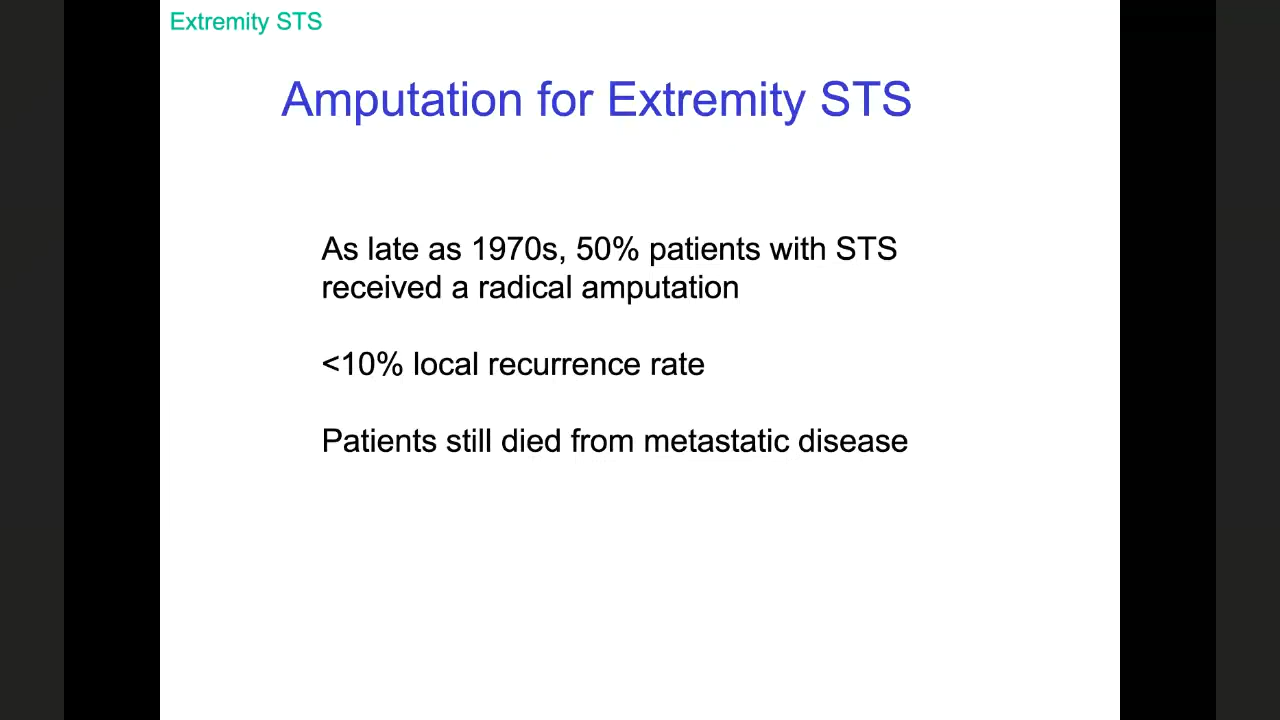 Extremity STS
Amputation for Extremity STS
As late as 1970s, 50% patients with STS
received a radical amputation
<10% local recurrence rate
Patients still died from metastatic disease